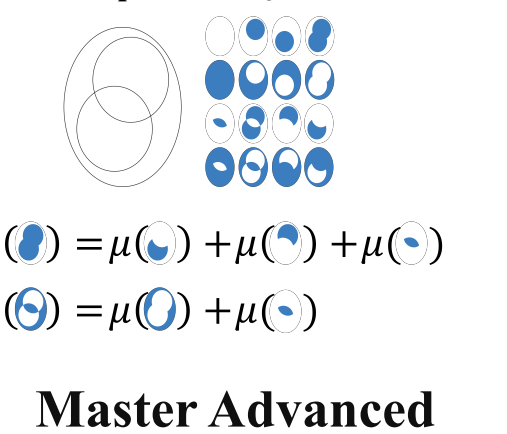 ( ) = μ( ) + μ( ) + μ( )
( ) = μ( ) + μ( )
Master Advanced